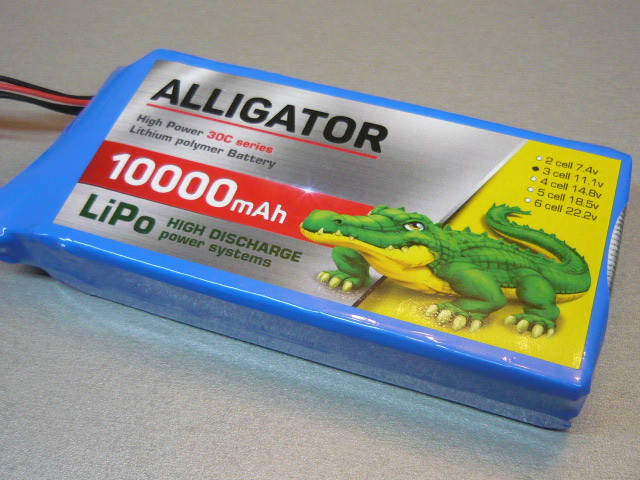 ALLIGATOR
High Power 30C series
Lithium polymer Battery
10000mAh
LiPo HIGH DISCHARGE
power systems
2 cell 7.4v
3 cell 11.1v
4 cell 14.8v
5 cell 18.5v
6 cell 22.2v